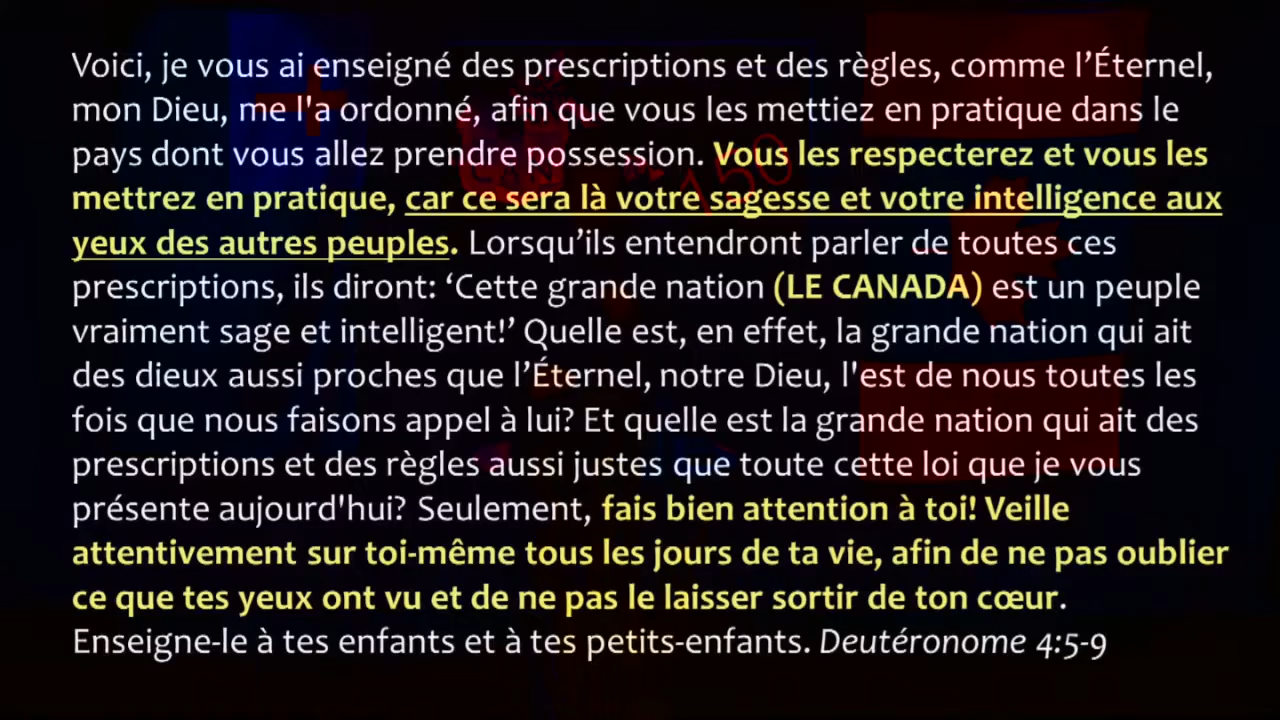 Voici, je vous ai enseigné des prescriptions et des règles, comme l’Éternel,
mon Dieu, me l'a ordonné, afin que vous les mettiez en pratique dans le
pays dont vous allez prendre possession. Vous les respecterez et vous les
mettrez en pratique, car ce sera là votre sagesse et votre intelligence aux
yeux des autres peuples. Lorsqu’ils entendront parler de toutes ces
prescriptions, ils diront: ‘Cette grande nation (LE CANADA) est un peuple
vraiment sage et intelligent!’ Quelle est, en effet, la grande nation qui ait
des dieux aussi proches que l’Éternel, notre Dieu, l'est de nous toutes les
fois que nous faisons appel à lui? Et quelle est la grande nation qui ait des
prescriptions et des règles aussi justes que toute cette loi que je vous
présente aujourd'hui? Seulement, fais bien attention à toi! Veille
attentivement sur toi-même tous les jours de ta vie, afin de ne pas oublier
ce que tes yeux ont vu et de ne pas le laisser sortir de ton cœur.
Enseigne-le à tes enfants et à tes petits-enfants. Deutéronome 4:5-9